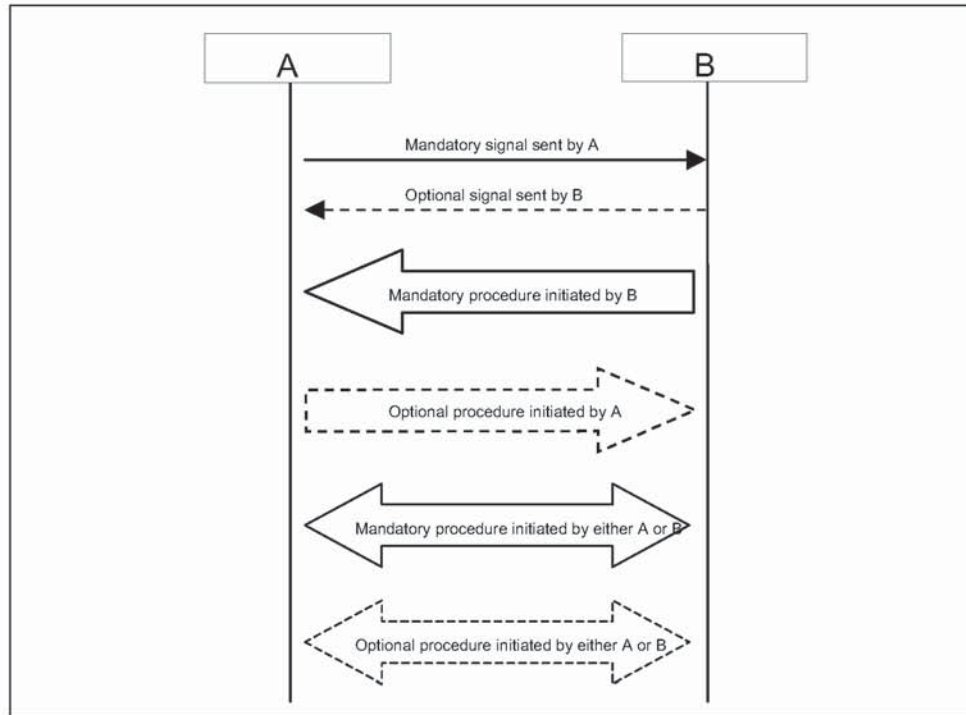 A
B
Mandatory signal sent by A
Optional signal sent by B
Mandatory procedure initiated by B
Optional procedure initiated by A
Mandatory procedure initiated by either A or B
Optional procedure initiated by either A or B